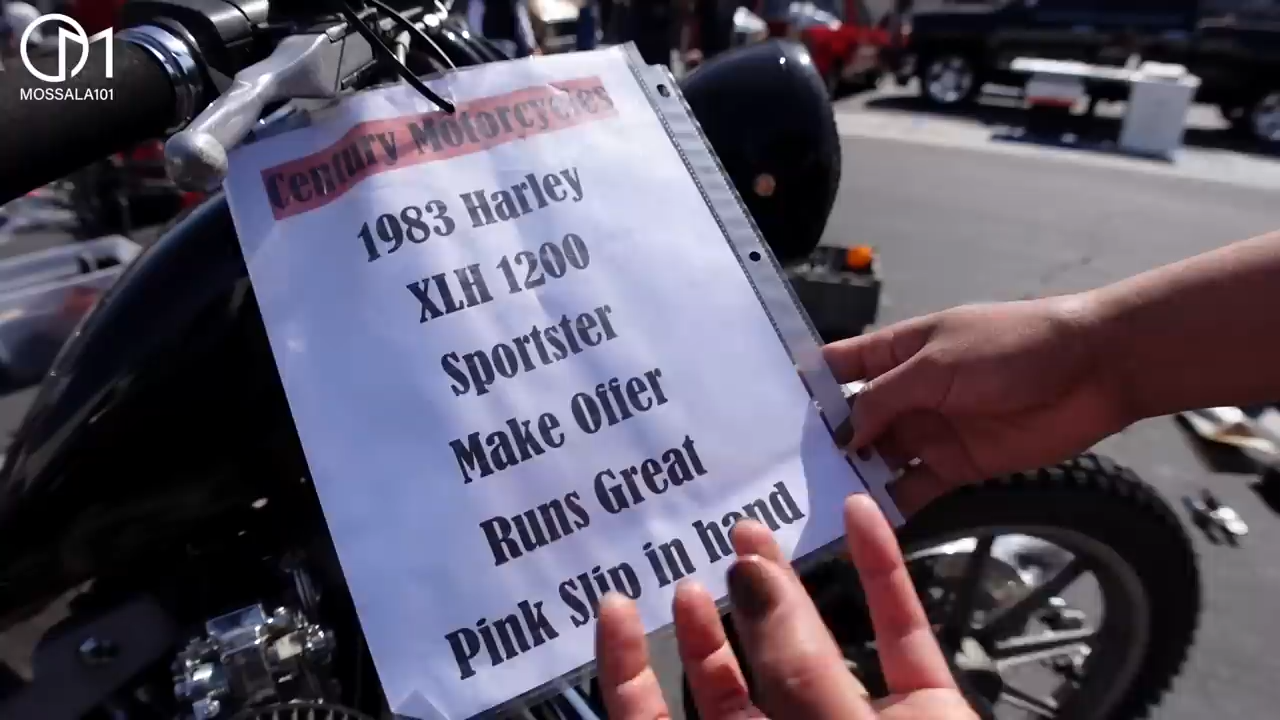 MOSSALA101
Century Motorcycles
1983 Harley
XLH 1200
Sportster
Make Offer
Runs Great
Pink Slip in hand